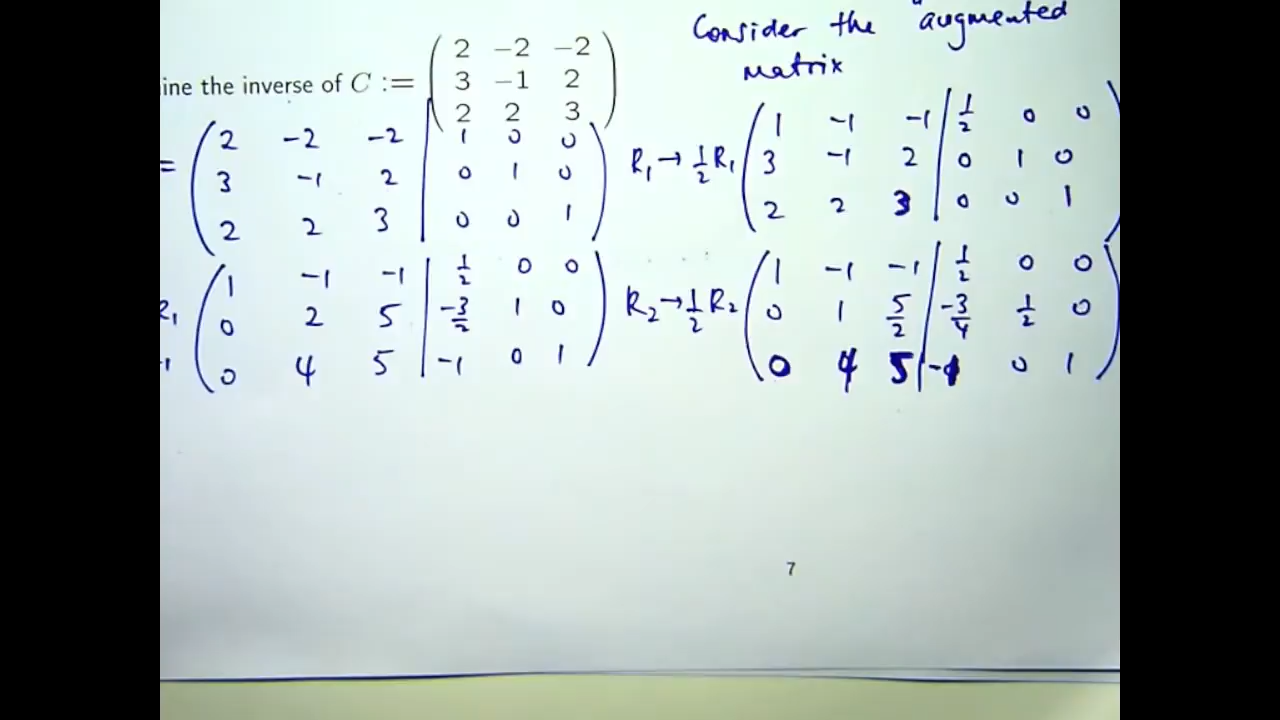 Consider the "augmented
matrix
ine the inverse of C := ( 2 −2 −2
3 −1 2
2 2 3 )
= ( 2 -2 -2 | 1 0 0
3 -1 2 | 0 1 0
2 2 3 | 0 0 1 )
R₁ → ½R₁ ( 1 -1 -1 | ½ 0 0
3 -1 2 | 0 1 0
2 2 3 | 0 0 1 )
( 1 -1 -1 | ½ 0 0
R₁ 0 2 5 | -3/2 1 0
0 4 5 | -1 0 1 )
R₂ → ½R₂ ( 1 -1 -1 | ½ 0 0
0 1 5/2 | -3/4 ½ 0
0 4 5 | -1 0 1 )
7